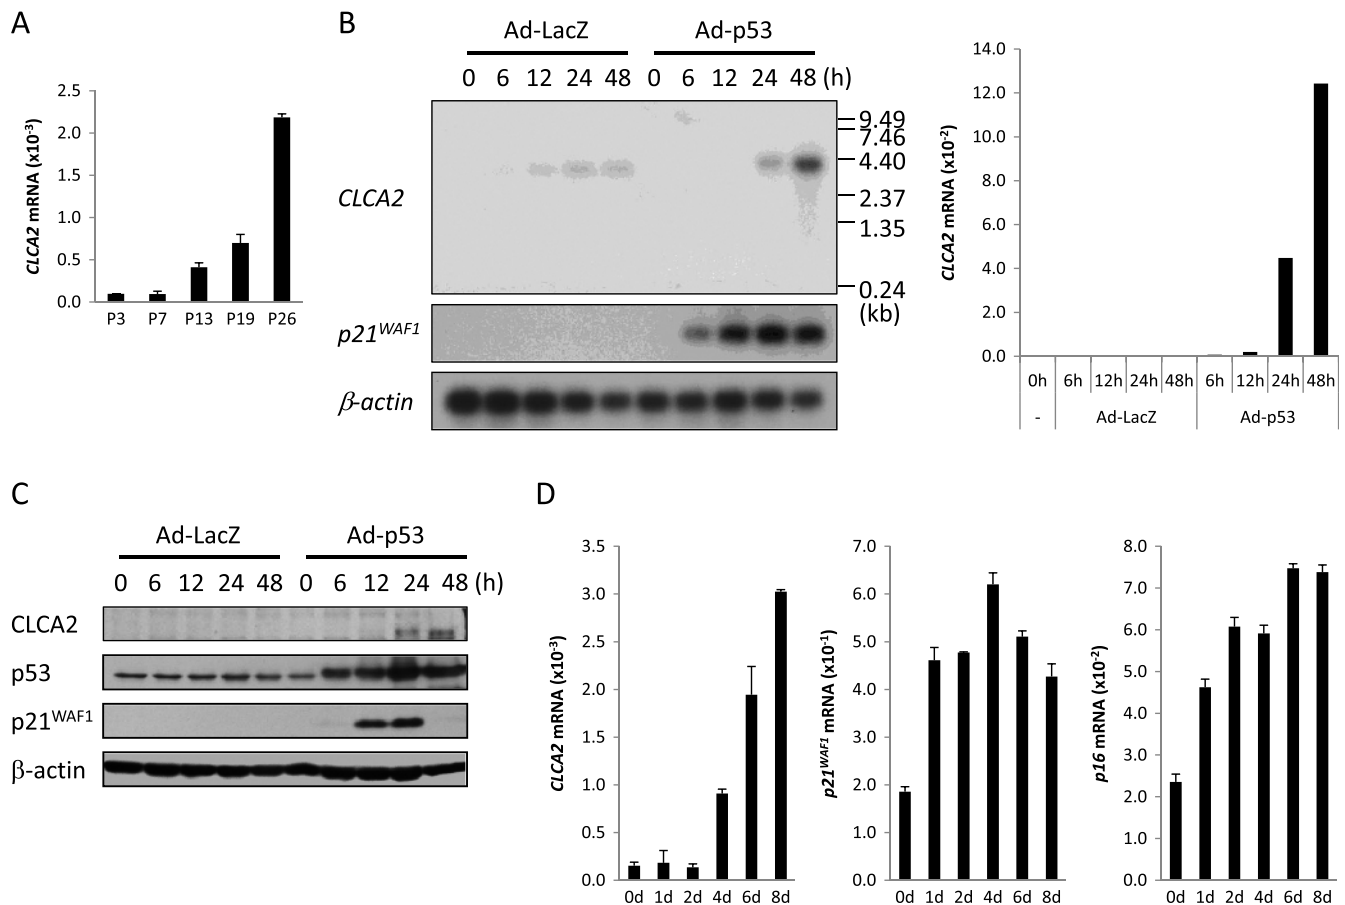 A
CLCA2 mRNA (x10-3)
2.5
2.0
1.5
1.0
0.5
0.0
P3 P7 P13 P19 P26
B
Ad-LacZ Ad-p53
0 6 12 24 48 0 6 24 48 (h)
CLCA2
9.49
7.46
4.40
2.37
1.35
0.24
(kb)
p21WAF1
β-actin
CLCA2 mRNA (x10-2)
14.0
12.0
10.0
8.0
6.0
4.0
2.0
0.0
0h 6h 12h 24h 48h 6h 12h 24h 48h
- Ad-LacZ Ad-p53
C
Ad-LacZ Ad-p53
0 6 12 24 48 0 6 12 24 48 (h)
CLCA2
p53
p21WAF1
β-actin
D
CLCA2 mRNA (x10-3)
3.5
3.0
2.5
2.0
1.5
1.0
0.5
0.0
0d 1d 2d 4d 6d 8d
p21WAF1 mRNA (x10-1)
7.0
6.0
5.0
4.0
3.0
2.0
1.0
0.0
0d 1d 2d 4d 6d 8d
p16 mRNA (x10-2)
8.0
7.0
6.0
5.0
4.0
3.0
2.0
1.0
0.0
0d 1d 2d 4d 6d 8d